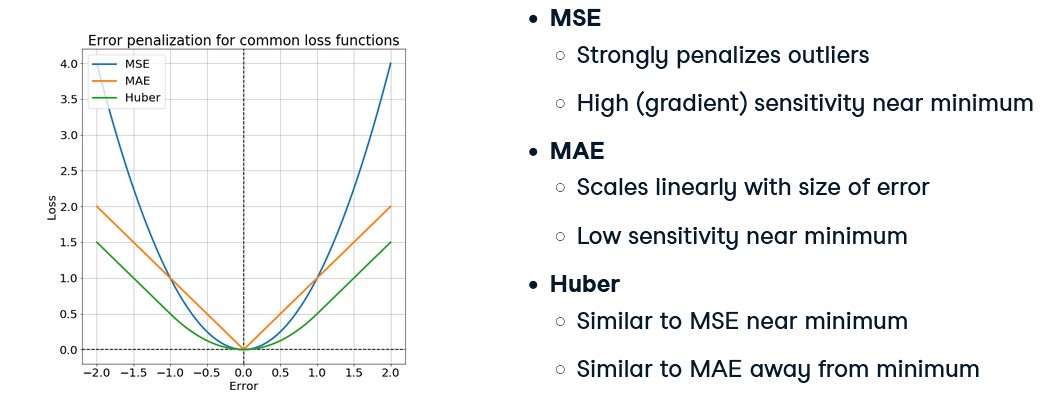 Error penalization for common loss functions
MSE
MAE
Huber
4.0
3.5
3.0
2.5
2.0
1.5
1.0
0.5
0.0
Loss
−2.0 −1.5 −1.0 −0.5 0.0 0.5 1.0 1.5 2.0
Error
• MSE
○ Strongly penalizes outliers
○ High (gradient) sensitivity near minimum
• MAE
○ Scales linearly with size of error
○ Low sensitivity near minimum
• Huber
○ Similar to MSE near minimum
○ Similar to MAE away from minimum